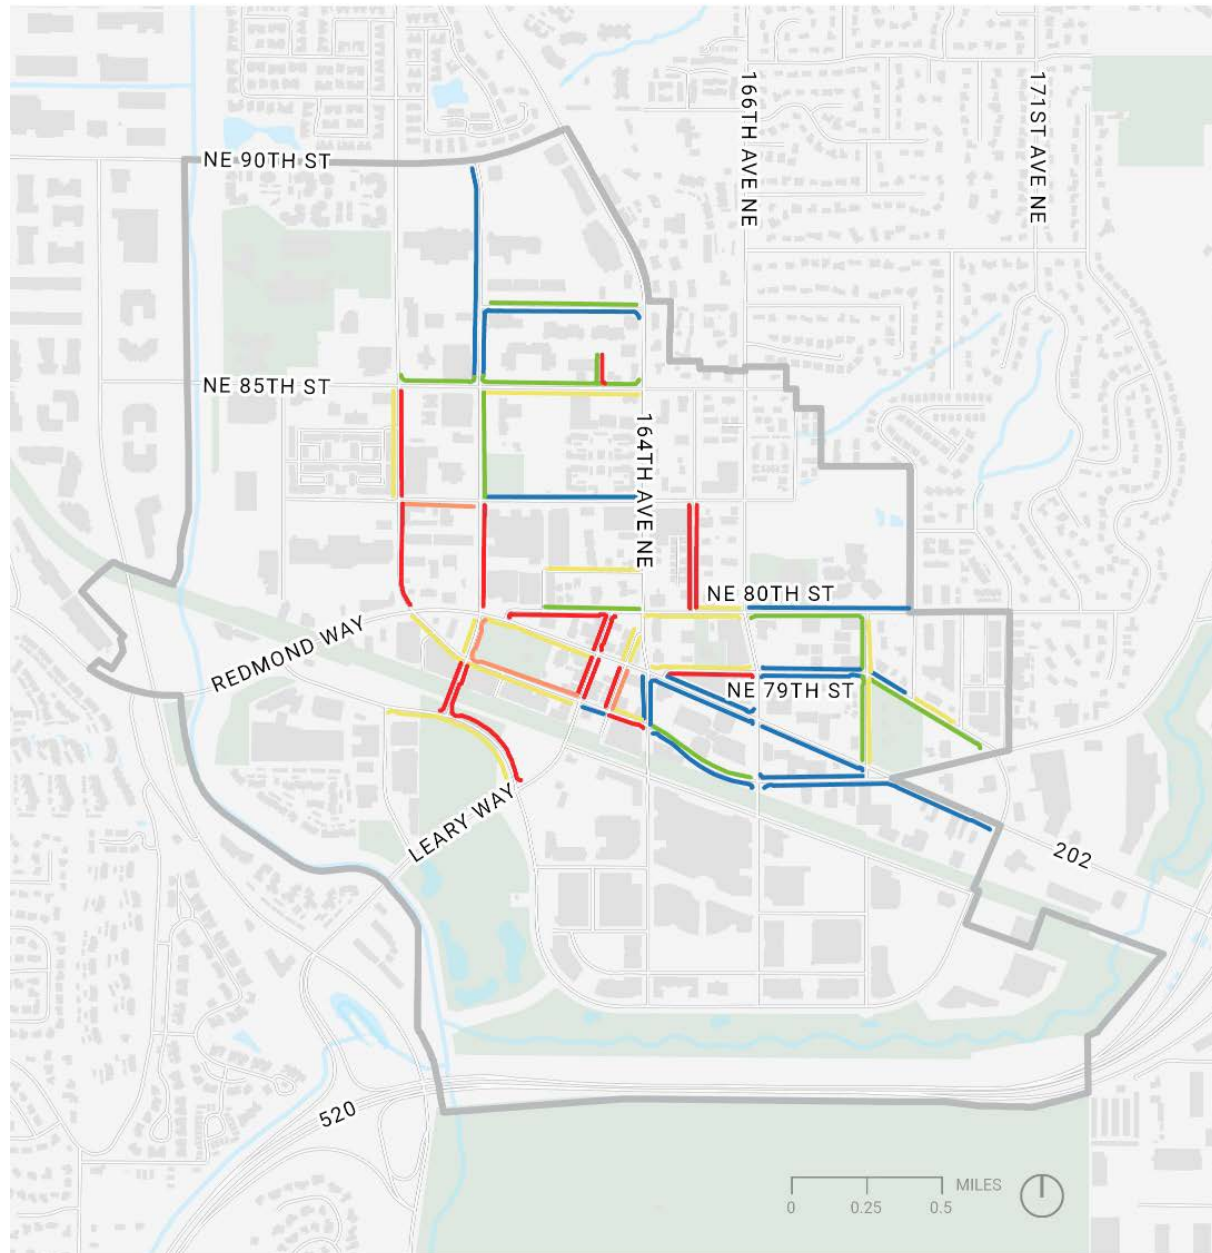 166TH AVE NE
171ST AVE NE
NE 90TH ST
NE 85TH ST
164TH AVE NE
NE 80TH ST
REDMOND WAY
NE 79TH ST
LEARY WAY
202
520
MILES
0 0.25 0.5